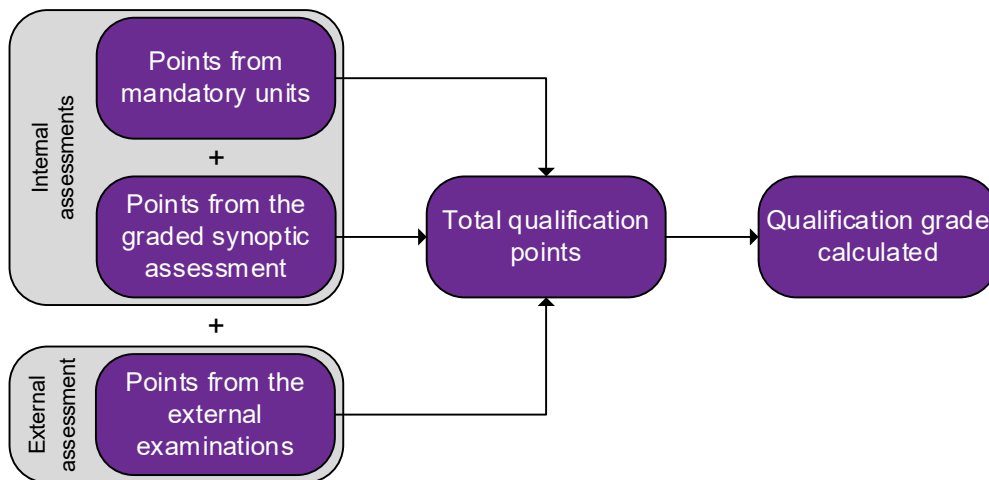 Internal
assessments
Points from
mandatory units
+
Points from the
graded synoptic
assessment
+
External
assessment
Points from the
external
examinations
Total qualification
points
Qualification grade
calculated